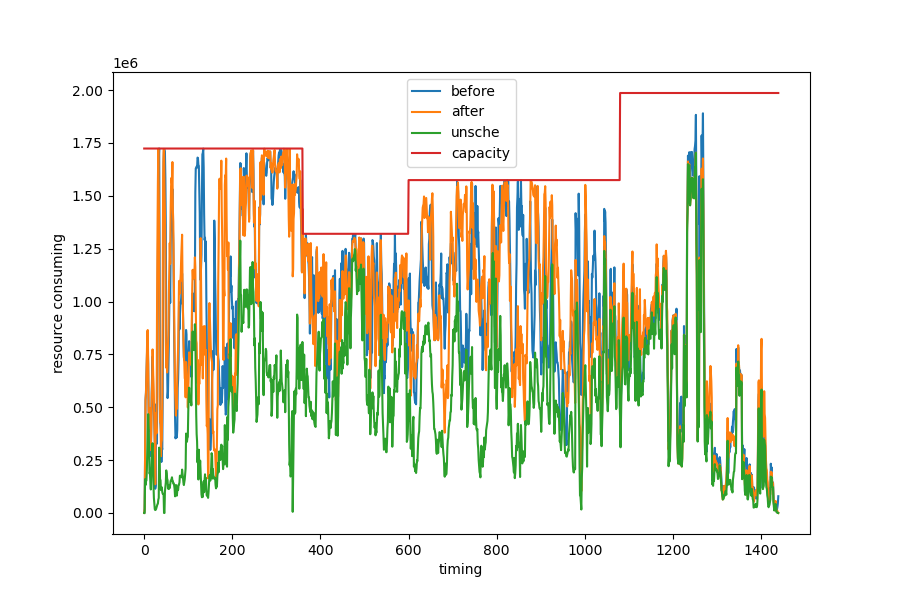 1e6
2.00
1.75
1.50
1.25
1.00
0.75
0.50
0.25
0.00
resource consuming
before
after
unsche
capacity
0 200 400 600 800 1000 1200 1400
timing